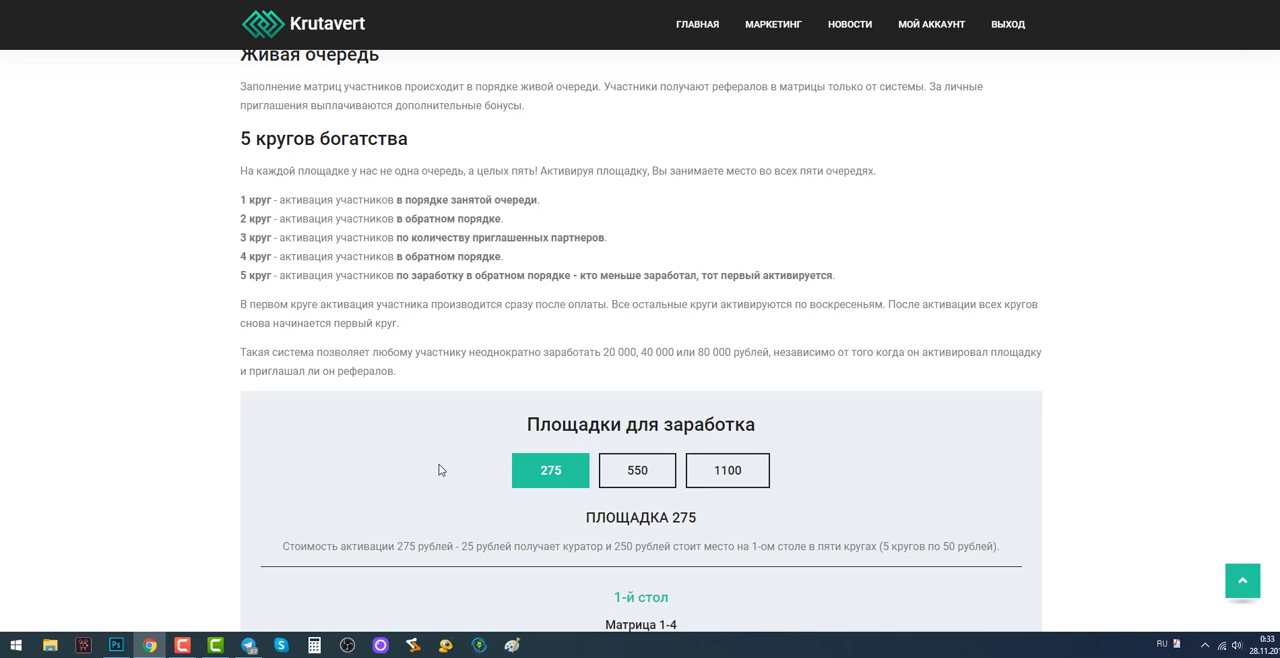 Krutavert
ГЛАВНАЯ
МАРКЕТИНГ
НОВОСТИ
МОЙ АККАУНТ
ВЫХОД
Живая очередь
Заполнение матриц участников происходит в порядке живой очереди. Участники получают рефералов в матрицы только от системы. За личные
приглашения выплачиваются дополнительные бонусы.
5 кругов богатства
На каждой площадке у нас не одна очередь, а целых пять! Активируя площадку, Вы занимаете место во всех пяти очередях.
1 круг - активация участников в порядке занятой очереди.
2 круг - активация участников в обратном порядке.
3 круг - активация участников по количеству приглашенных партнеров.
4 круг - активация участников в обратном порядке.
5 круг - активация участников по заработку в обратном порядке - кто меньше заработал, тот первый активируется.
В первом круге активация участника производится сразу после оплаты. Все остальные круги активируются по воскресеньям. После активации всех кругов
снова начинается первый круг.
Такая система позволяет любому участнику неоднократно заработать 20 000, 40 000 или 80 000 рублей, независимо от того когда он активировал площадку
и приглашал ли он рефералов.
Площадки для заработка
275
550
1100
ПЛОЩАДКА 275
Стоимость активации 275 рублей - 25 рублей получает куратор и 250 рублей стоит место на 1-ом столе в пяти кругах (5 кругов по 50 рублей).
1-й стол
Матрица 1-4
Ps
RU
0:33
28.11.20